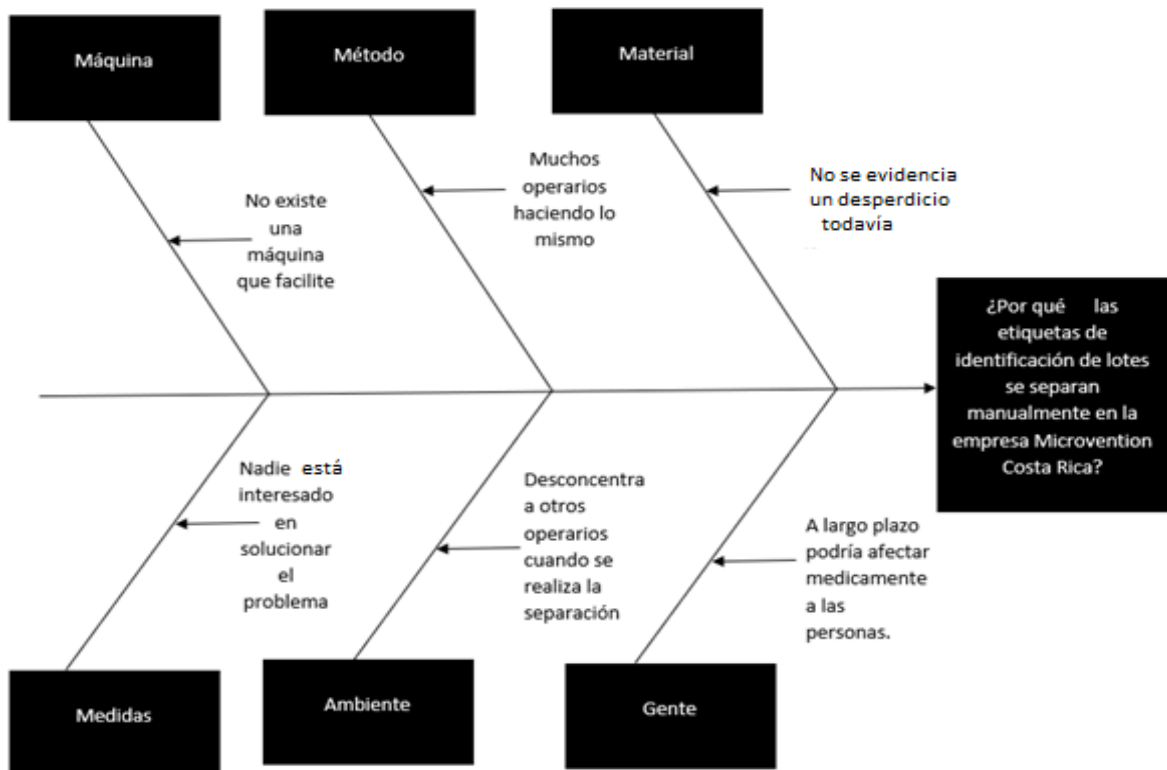 Máquina
Método
Material
No existe
una
máquina
que facilite
Muchos
operarios
haciendo lo
mismo
No se evidencia
un desperdicio
todavía
¿Por qué las
etiquetas de
identificación de lotes
se separan
manualmente en la
empresa Microvention
Costa Rica?
Nadie está
interesado
en
solucionar
el
problema
Desconcentra
a otros
operarios
cuando se
realiza la
separación
A largo plazo
podría afectar
medicamente
a las
personas.
Medidas
Ambiente
Gente